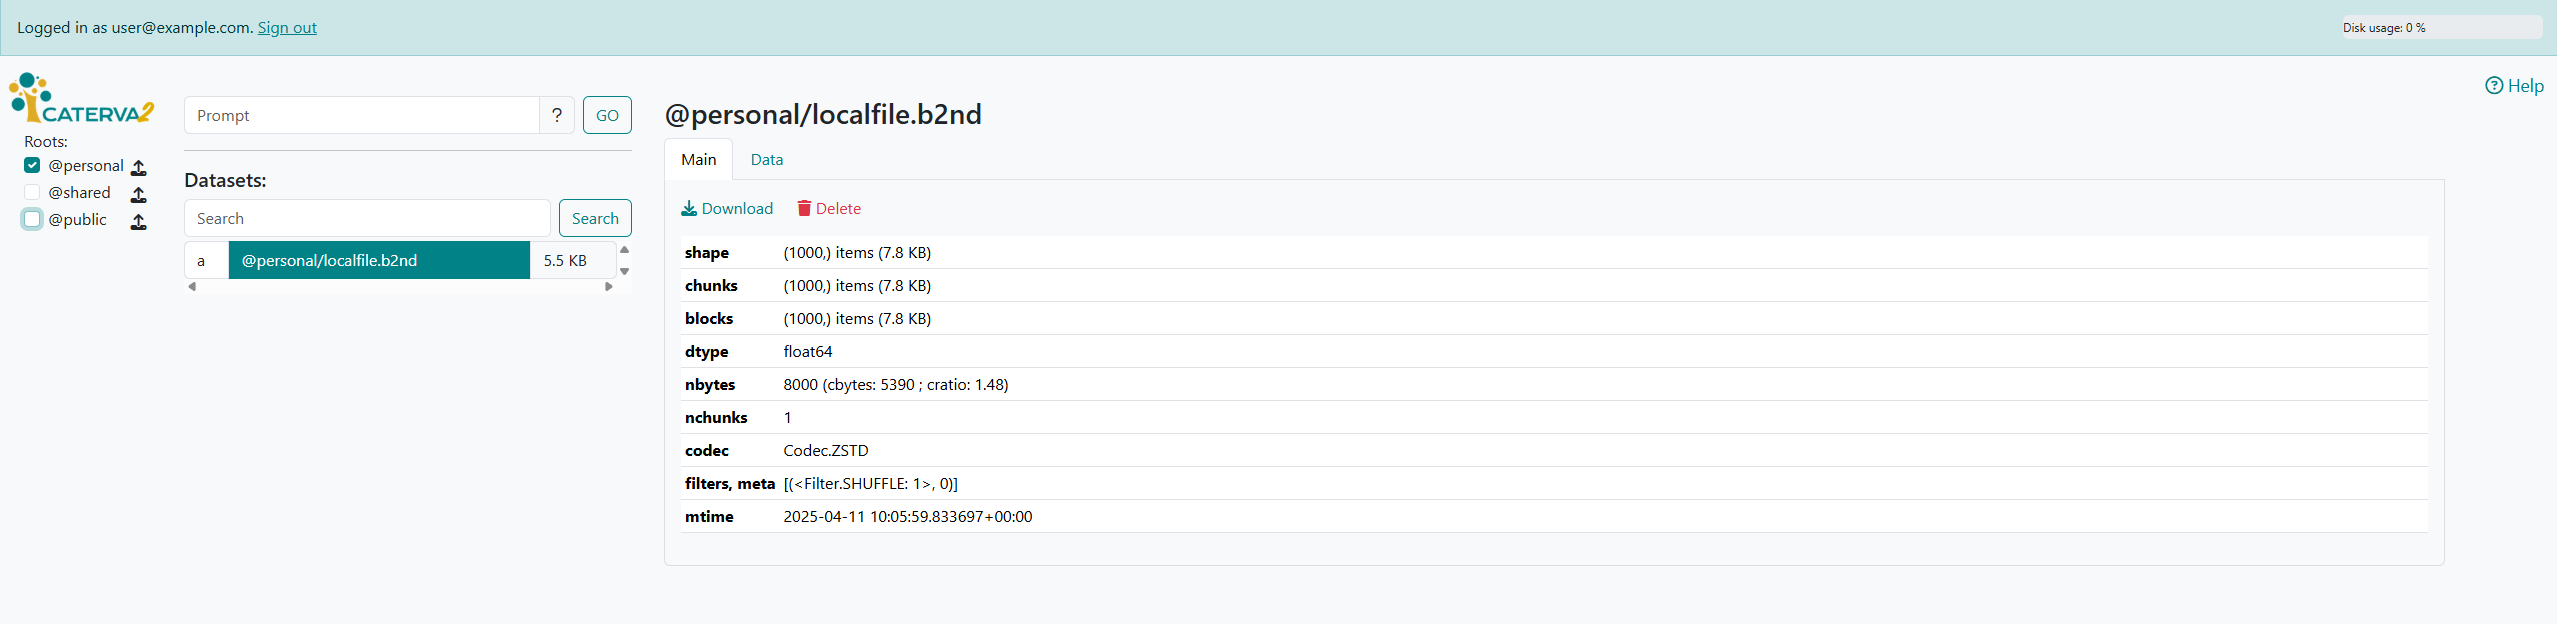 Logged in as user@example.com. Sign out
Disk usage: 0 %
CATERVA2
Roots:
@personal
@shared
@public
Prompt
?
GO
Datasets:
Search
Search
a
@personal/localfile.b2nd
5.5 KB
? Help
@personal/localfile.b2nd
Main
Data
Download
Delete
shape (1000,) items (7.8 KB)
chunks (1000,) items (7.8 KB)
blocks (1000,) items (7.8 KB)
dtype float64
nbytes 8000 (cbytes: 5390 ; cratio: 1.48)
nchunks 1
codec Codec.ZSTD
filters, meta [(<Filter.SHUFFLE: 1>, 0)]
mtime 2025-04-11 10:05:59.833697+00:00